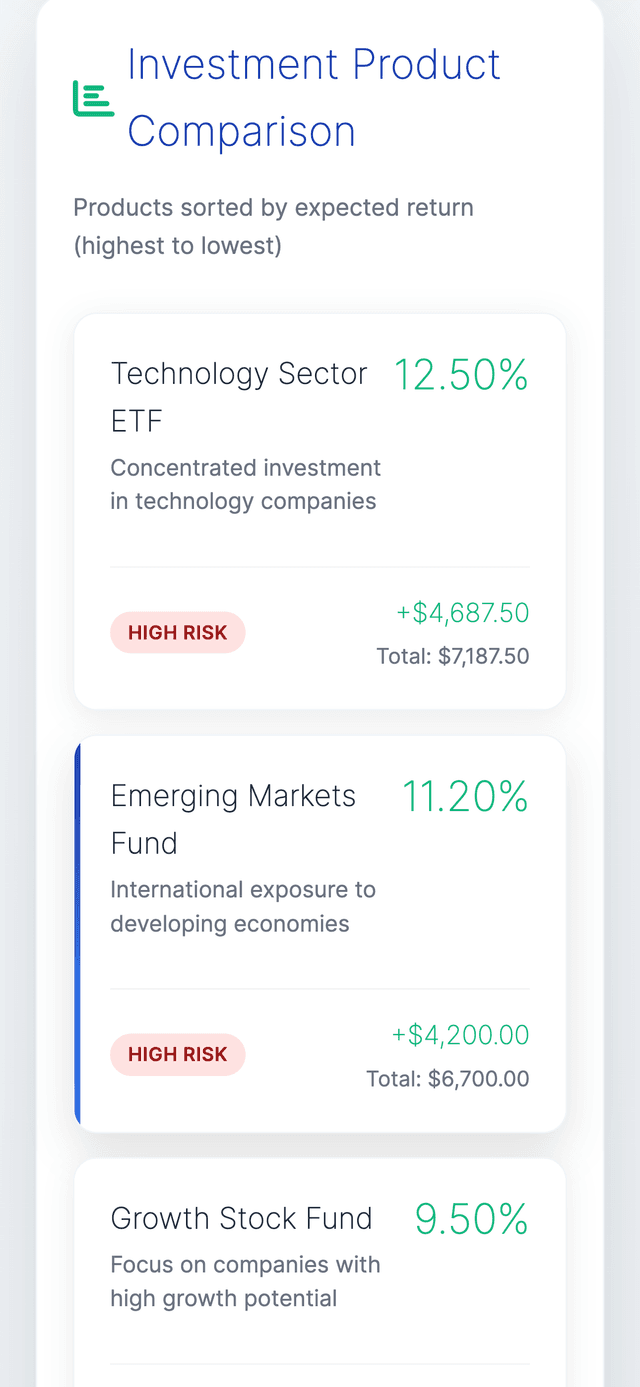 Investment Product
Comparison
Products sorted by expected return
(highest to lowest)
Technology Sector
ETF
12.50%
Concentrated investment
in technology companies
HIGH RISK
+$4,687.50
Total: $7,187.50
Emerging Markets
Fund
11.20%
International exposure to
developing economies
HIGH RISK
+$4,200.00
Total: $6,700.00
Growth Stock Fund
9.50%
Focus on companies with
high growth potential